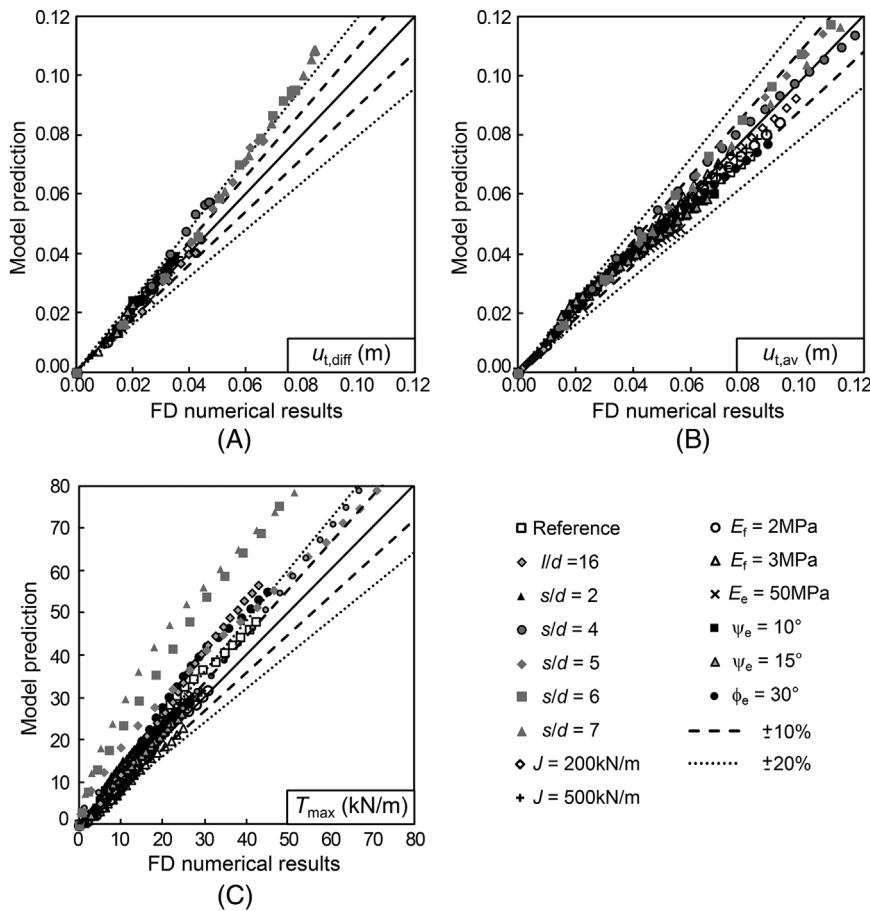 0.12
0.10
0.08
0.06
0.04
0.02
0.00
Model prediction
0.00 0.02 0.04 0.06 0.08 0.10 0.12
u_t,diff (m)
FD numerical results
(A)
0.12
0.10
0.08
0.06
0.04
0.02
0.00
Model prediction
0.00 0.02 0.04 0.06 0.08 0.10 0.12
u_t,av (m)
FD numerical results
(B)
80
70
60
50
40
30
20
10
0
Model prediction
0 10 20 30 40 50 60 70 80
T_max (kN/m)
FD numerical results
(C)
Reference
l/d =16
s/d = 2
s/d = 4
s/d = 5
s/d = 6
s/d = 7
J = 200kN/m
J = 500kN/m
E_f = 2MPa
E_f = 3MPa
E_e = 50MPa
ψ_e = 10°
ψ_e = 15°
ϕ_e = 30°
±10%
±20%